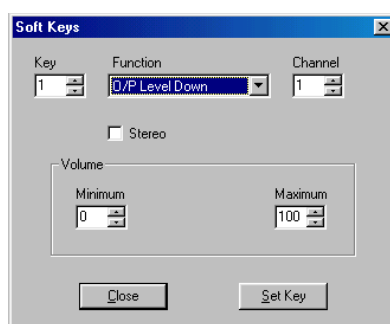 Soft Keys
Key Function Channel
1 O/P Level Down 1
Stereo
Volume
Minimum Maximum
0 100
Close Set Key